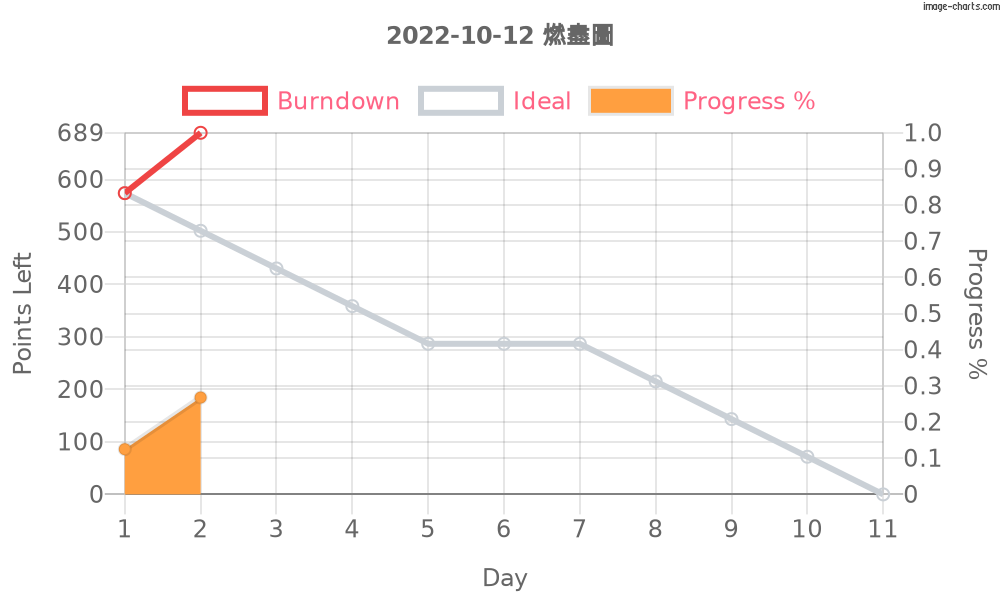 image-charts.com
2022-10-12 燃盡圖
Burndown Ideal Progress %
689
600
500
400
300
200
100
0
Points Left
1.0
0.9
0.8
0.7
0.6
0.5
0.4
0.3
0.2
0.1
0
Progress %
1 2 3 4 5 6 7 8 9 10 11
Day